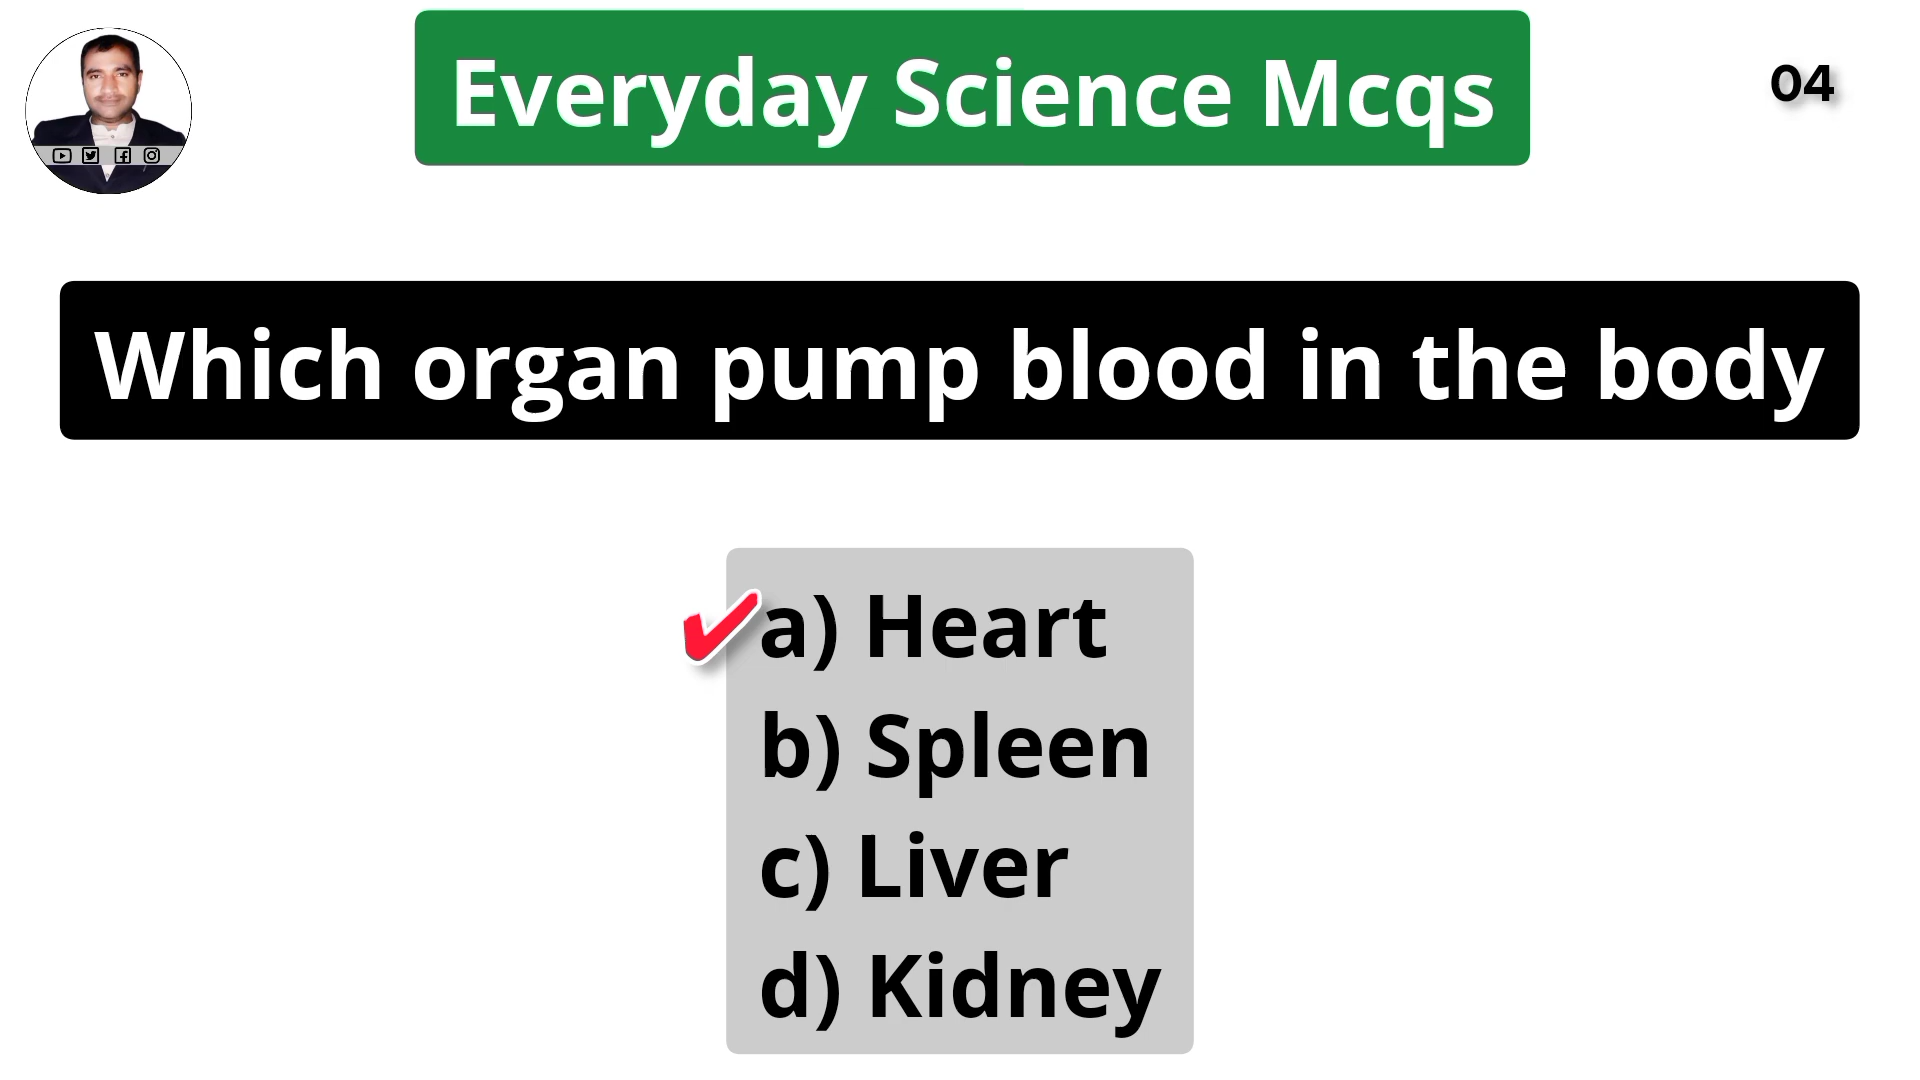 Everyday Science Mcqs
04
Which organ pump blood in the body
a) Heart
b) Spleen
c) Liver
d) Kidney